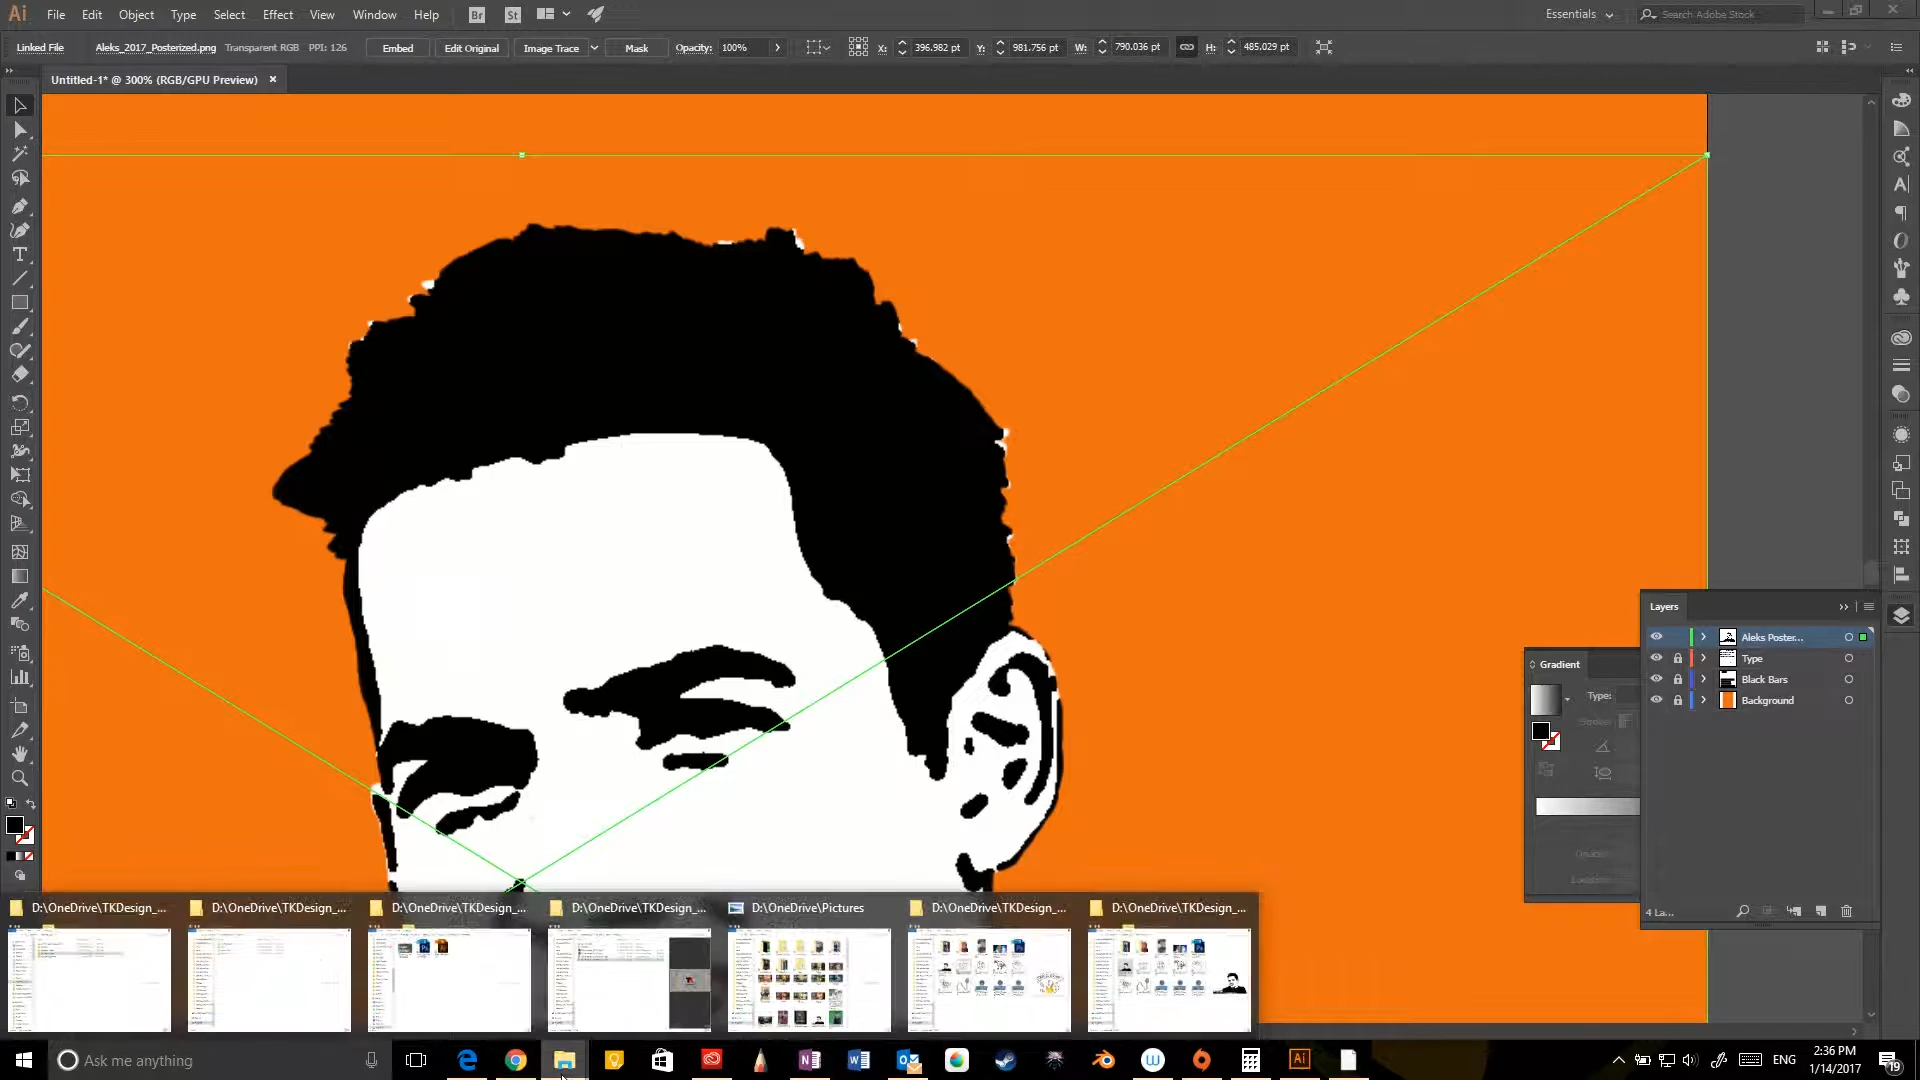 Ai File Edit Object Type Select Effect View Window Help Br St Essentials Search Adobe Stock
Linked File Aleks_2017_Posterized.png Transparent RGB PPI: 126 Embed Edit Original Image Trace Mask Opacity: 100% X: 396.982 pt Y: 981.756 pt W: 790.036 pt H: 485.029 pt
Untitled-1* @ 300% (RGB/GPU Preview)
Layers
Aleks Poster...
Type
Black Bars
Background
4 La...
Gradient
Type:
Stroke:
D:\OneDrive\TKDesign_... D:\OneDrive\TKDesign_... D:\OneDrive\TKDesign_... D:\OneDrive\TKDesign_... D:\OneDrive\Pictures D:\OneDrive\TKDesign_... D:\OneDrive\TKDesign_...
Ask me anything
ENG
2:36 PM
1/14/2017
19